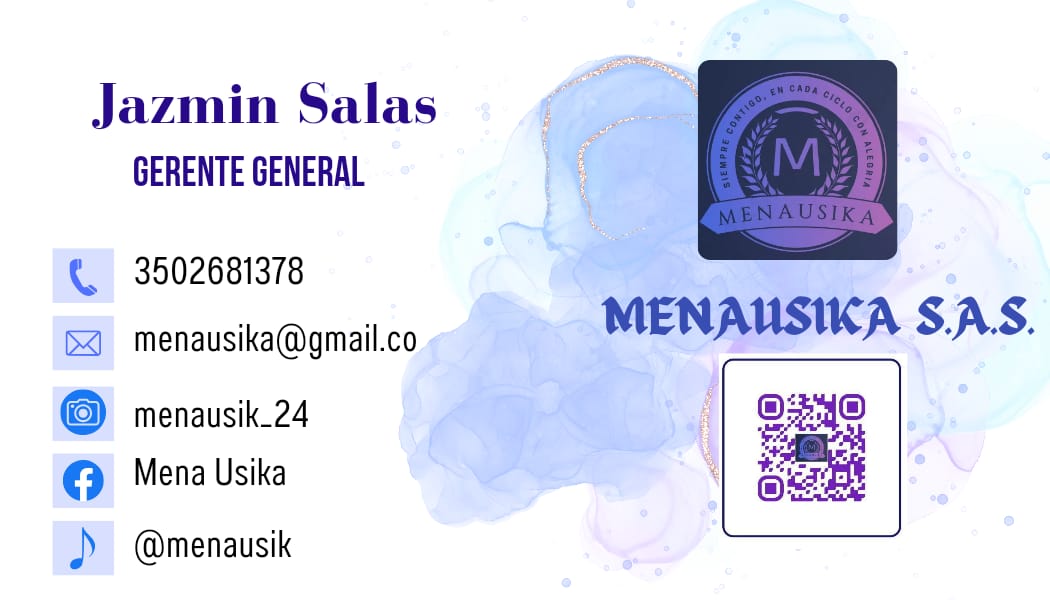 Jazmin Salas
GERENTE GENERAL
3502681378
menausika@gmail.co
menausik_24
Mena Usika
@menausik
SIEMPRE CONTIGO, EN CADA CICLO CON ALEGRIA
M
MENAUSIKA
MENAUSIKA S.A.S.
M